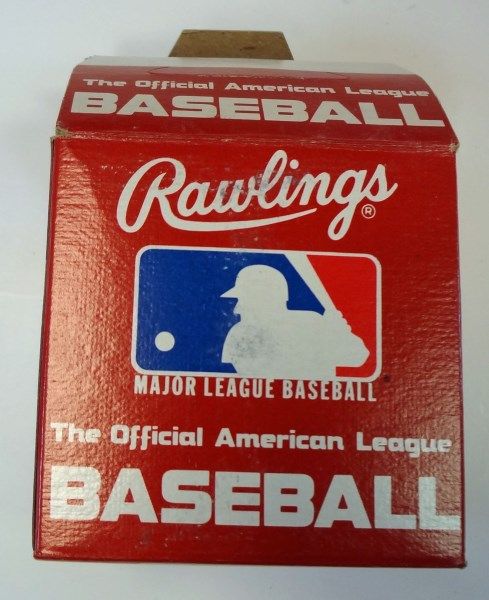 The Official American League
BASEBALL
Rawlings®
MAJOR LEAGUE BASEBALL
The Official American League
BASEBALL